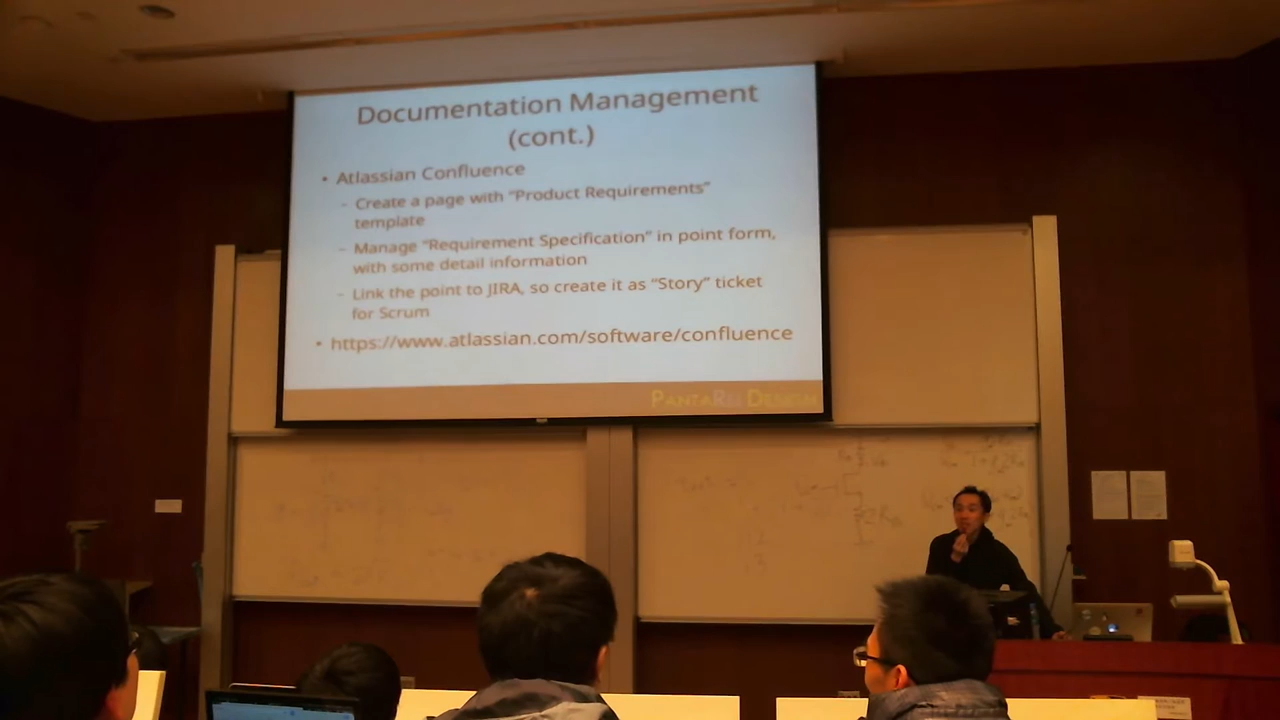 Documentation Management
(cont.)
• Atlassian Confluence
- Create a page with “Product Requirements”
template
– Manage “Requirement Specification” in point form,
with some detail information
– Link the point to JIRA, so create it as “Story” ticket
for Scrum
• https://www.atlassian.com/software/confluence
PANTAREI DESIGN